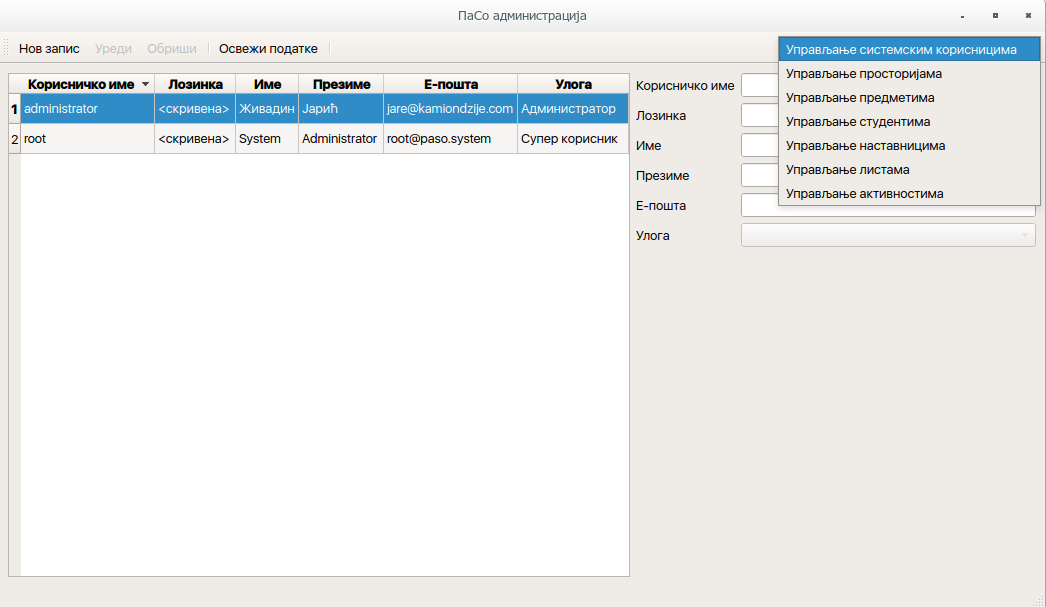 ПаСо администрација
Нов запис Уреди Обриши Освежи податке
Управљање системским корисницима
Управљање просторијама
Управљање предметима
Управљање студентима
Управљање наставницима
Управљање листама
Управљање активностима
Корисничко име Лозинка Име Презиме Е-пошта Улога
1 administrator <скривена> Живадин Јарић jare@kamiondzije.com Администратор
2 root <скривена> System Administrator root@paso.system Супер корисник
Корисничко име
Лозинка
Име
Презиме
Е-пошта
Улога